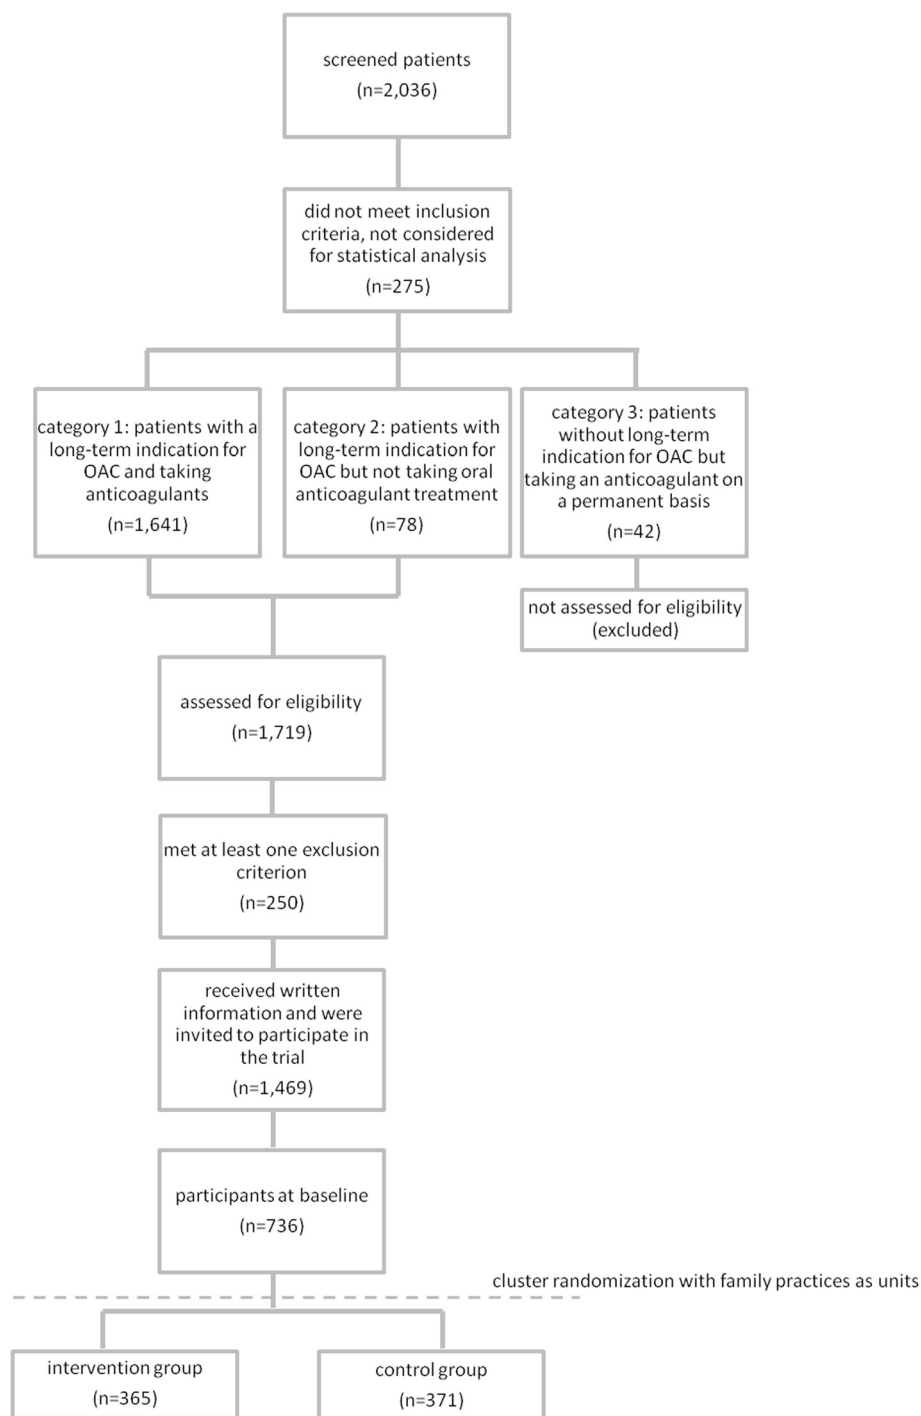 screened patients
(n=2,036)
did not meet inclusion
criteria, not considered
for statistical analysis
(n=275)
category 1: patients with a
long-term indication for
OAC and taking
anticoagulants
(n=1,641)
category 2: patients with
long-term indication for
OAC but not taking oral
anticoagulant treatment
(n=78)
category 3: patients
without long-term
indication for OAC but
taking an anticoagulant on
a permanent basis
(n=42)
not assessed for eligibility
(excluded)
assessed for eligibility
(n=1,719)
met at least one exclusion
criterion
(n=250)
received written
information and were
invited to participate in
the trial
(n=1,469)
participants at baseline
(n=736)
cluster randomization with family practices as units
intervention group
(n=365)
control group
(n=371)